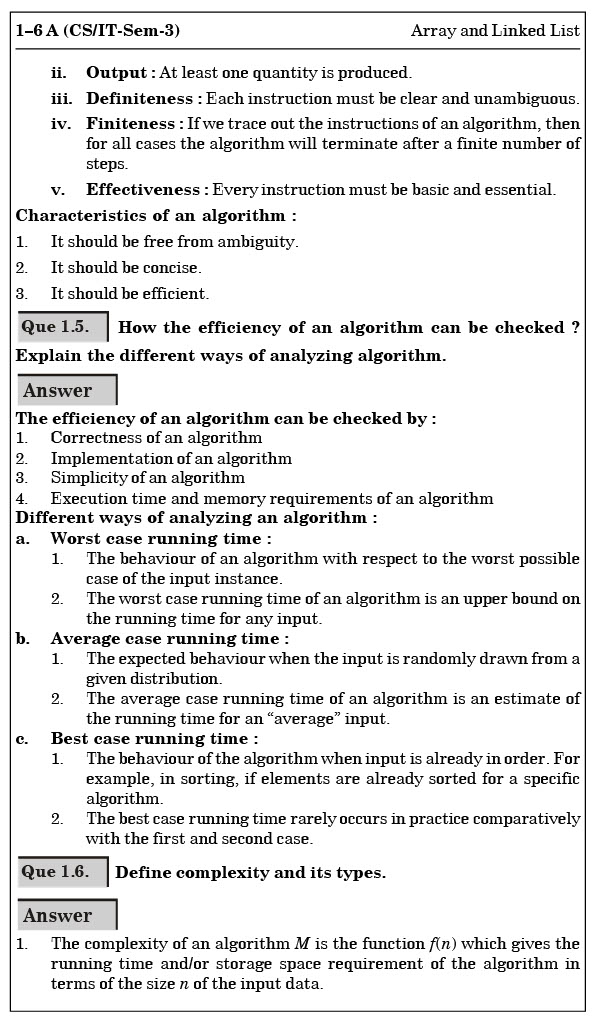 1–6 A (CS/IT-Sem-3) Array and Linked List
ii. Output : At least one quantity is produced.
iii. Definiteness : Each instruction must be clear and unambiguous.
iv. Finiteness : If we trace out the instructions of an algorithm, then
for all cases the algorithm will terminate after a finite number of
steps.
v. Effectiveness : Every instruction must be basic and essential.
Characteristics of an algorithm :
1. It should be free from ambiguity.
2. It should be concise.
3. It should be efficient.
Que 1.5. How the efficiency of an algorithm can be checked ?
Explain the different ways of analyzing algorithm.
Answer
The efficiency of an algorithm can be checked by :
1. Correctness of an algorithm
2. Implementation of an algorithm
3. Simplicity of an algorithm
4. Execution time and memory requirements of an algorithm
Different ways of analyzing an algorithm :
a. Worst case running time :
1. The behaviour of an algorithm with respect to the worst possible
case of the input instance.
2. The worst case running time of an algorithm is an upper bound on
the running time for any input.
b. Average case running time :
1. The expected behaviour when the input is randomly drawn from a
given distribution.
2. The average case running time of an algorithm is an estimate of
the running time for an “average” input.
c. Best case running time :
1. The behaviour of the algorithm when input is already in order. For
example, in sorting, if elements are already sorted for a specific
algorithm.
2. The best case running time rarely occurs in practice comparatively
with the first and second case.
Que 1.6. Define complexity and its types.
Answer
1. The complexity of an algorithm M is the function f(n) which gives the
running time and/or storage space requirement of the algorithm in
terms of the size n of the input data.